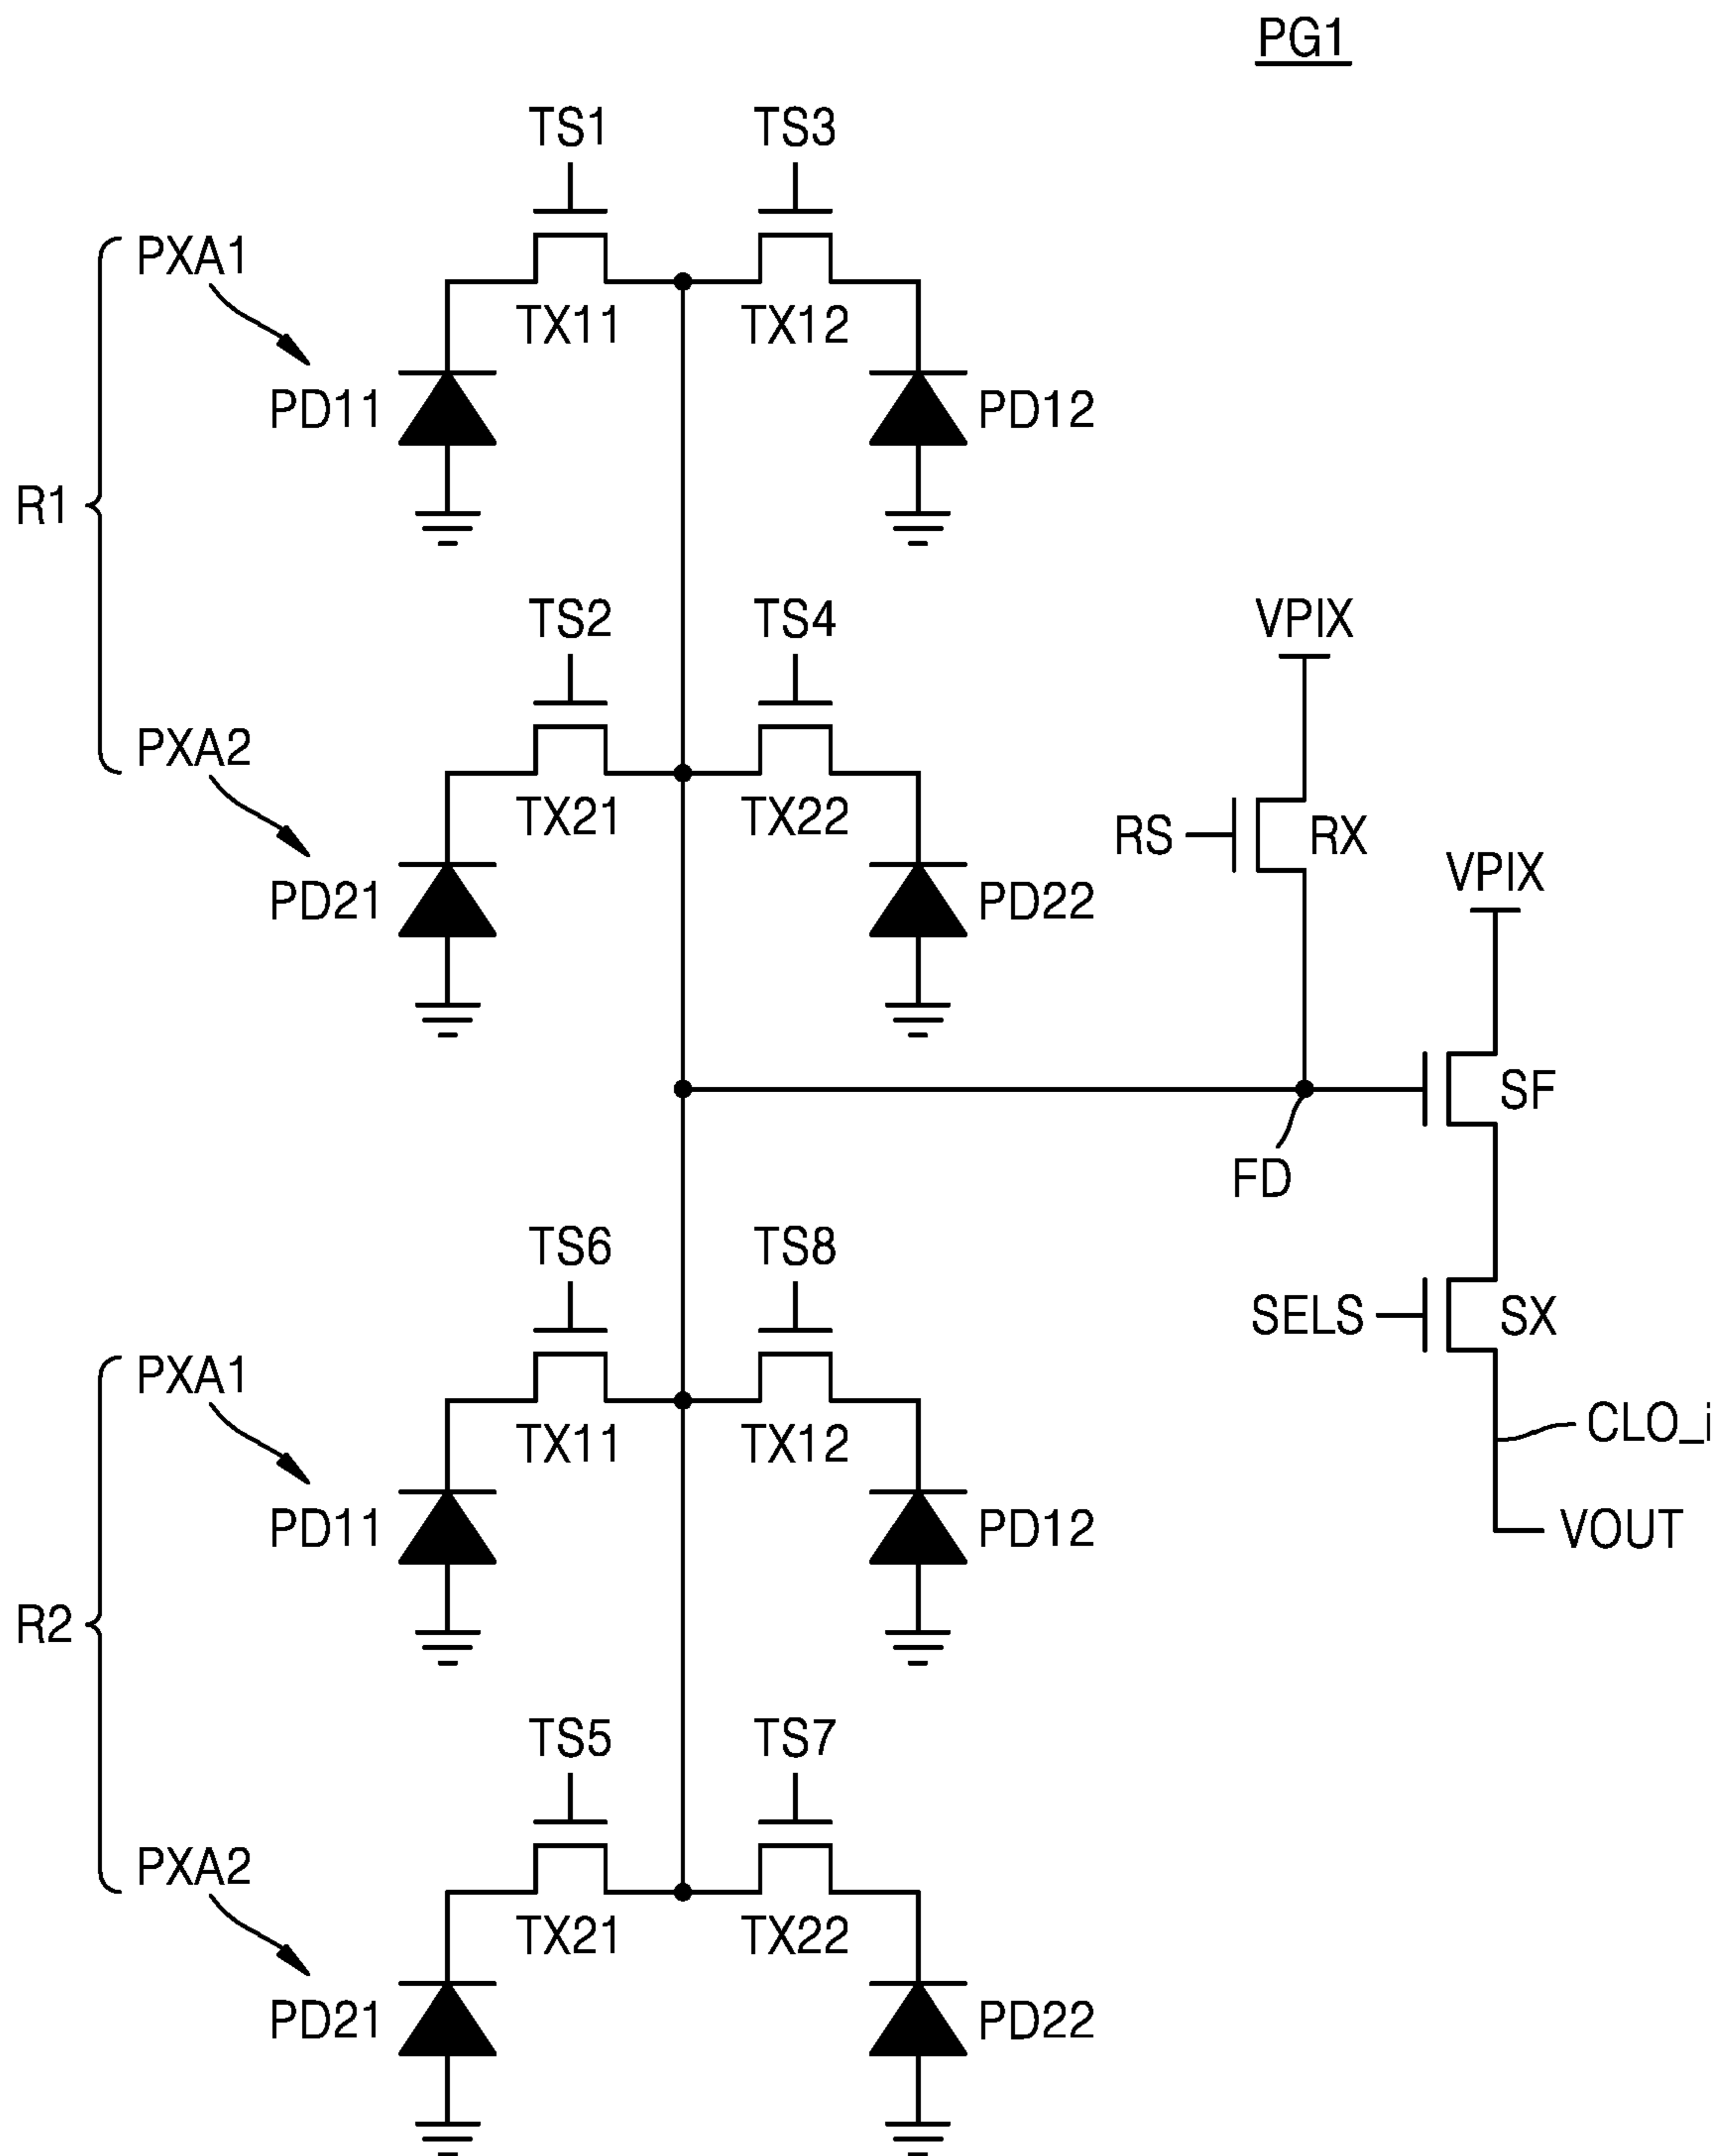 PG1
TS1 TS3
PXA1
TX11 TX12
PD11 PD12
R1
TS2 TS4
VPIX
PXA2
TX21 TX22
RS RX
VPIX
PD21 PD22
SF
FD
TS6 TS8
SELS SX
PXA1
TX11 TX12
CLO_i
PD11 PD12
VOUT
R2
TS5 TS7
PXA2
TX21 TX22
PD21 PD22